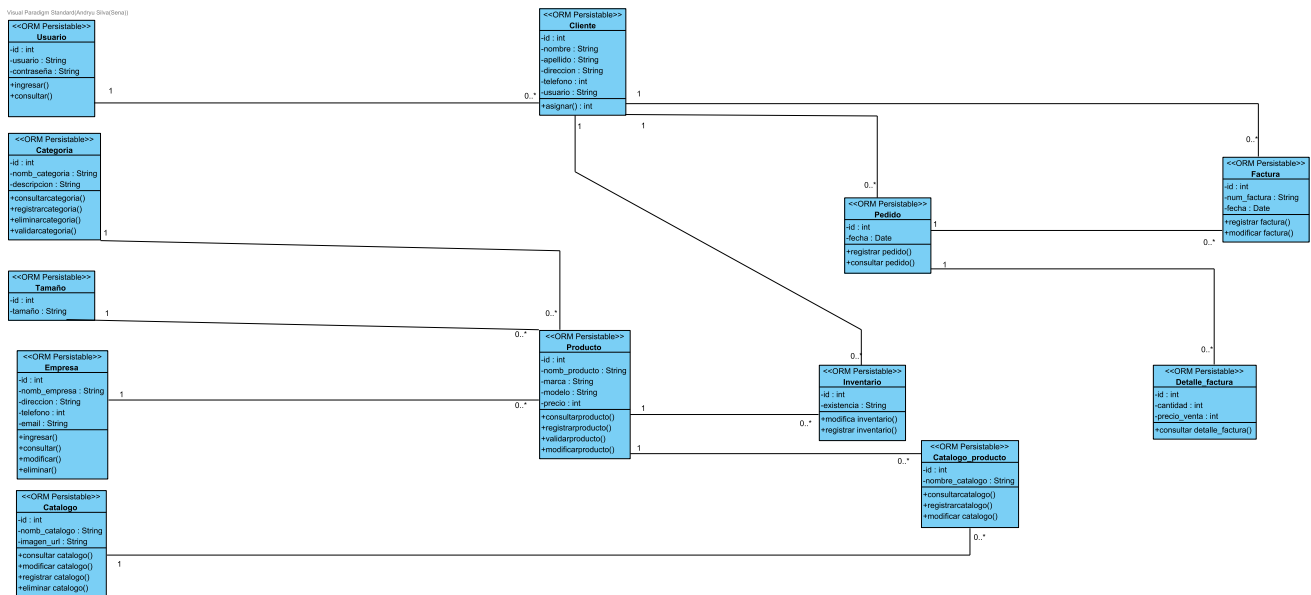 Visual Paradigm Standard(Andryu Silva(Sena))
<<ORM Persistable>>
Usuario
-id : int
-usuario : String
-contraseña : String
+ingresar()
+consultar()
1
0..*
<<ORM Persistable>>
Cliente
-id : int
-nombre : String
-apellido : String
-direccion : String
-telefono : int
-usuario : String
+asignar() : int
1
1
1
0..*
0..*
0..*
<<ORM Persistable>>
Categoria
-id : int
-nomb_categoria : String
-descripcion : String
+consultarcategoria()
+registrarcategoria()
+eliminarcategoria()
+validarcategoria()
1
0..*
<<ORM Persistable>>
Factura
-id : int
-num_factura : String
-fecha : Date
+registrar factura()
+modificar factura()
<<ORM Persistable>>
Pedido
-id : int
-fecha : Date
+registrar pedido()
+consultar pedido()
1
0..*
1
0..*
<<ORM Persistable>>
Tamaño
-id : int
-tamaño : String
1
0..*
<<ORM Persistable>>
Producto
-id : int
-nomb_producto : String
-marca : String
-modelo : String
-precio : int
+consultarproducto()
+registrarproducto()
+validarproducto()
+modificarproducto()
1
0..*
1
0..*
<<ORM Persistable>>
Empresa
-id : int
-nomb_empresa : String
-direccion : String
-telefono : int
-email : String
+ingresar()
+consultar()
+modificar()
+eliminar()
1
0..*
<<ORM Persistable>>
Inventario
-id : int
-existencia : String
+modifica inventario()
+registrar inventario()
<<ORM Persistable>>
Detalle_factura
-id : int
-cantidad : int
-precio_venta : int
+consultar detalle_factura()
<<ORM Persistable>>
Catalogo_producto
-id : int
-nombre_catalogo : String
+consultarcatalogo()
+registrarcatalogo()
+modificar catalogo()
0..*
<<ORM Persistable>>
Catalogo
-id : int
-nomb_catalogo : String
-imagen_url : String
+consultar catalogo()
+modificar catalogo()
+registrar catalogo()
+eliminar catalogo()
1